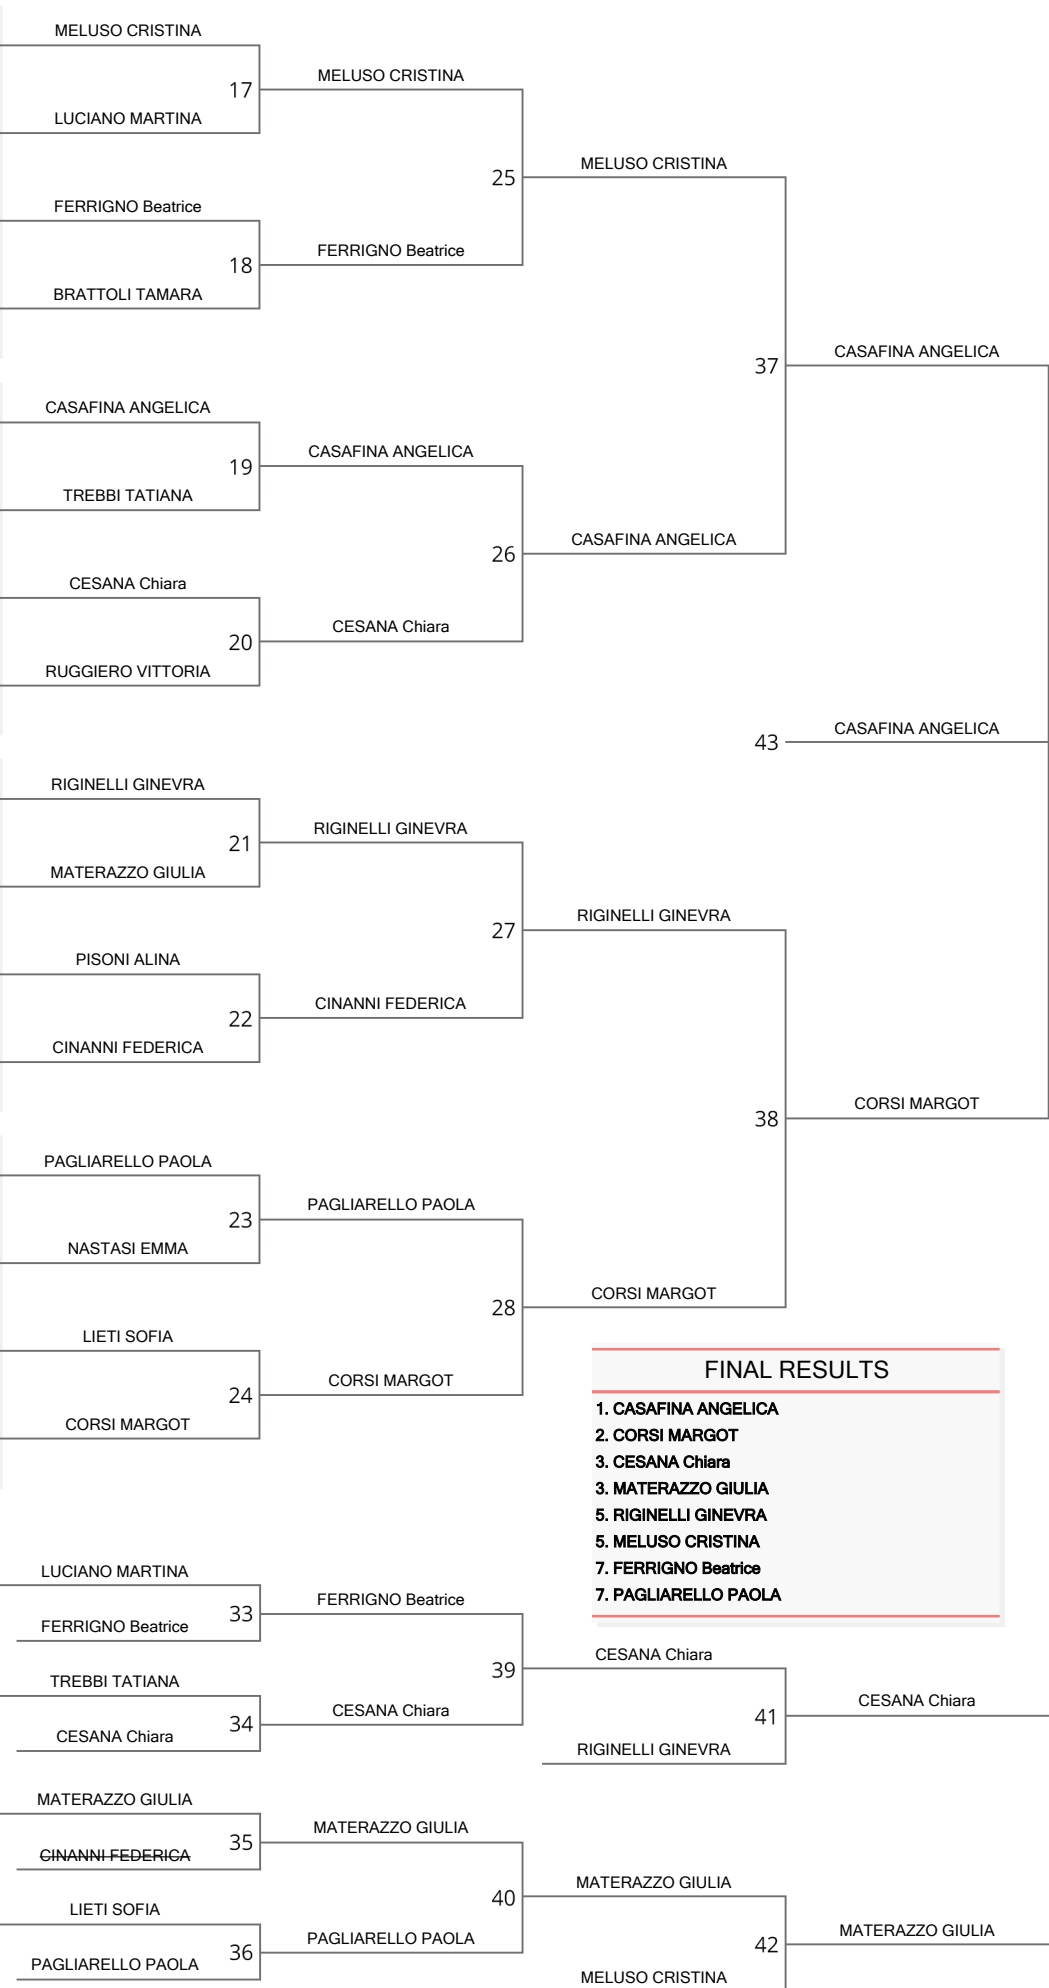 MELUSO CRISTINA
MELUSO CRISTINA
17
LUCIANO MARTINA
MELUSO CRISTINA
25
FERRIGNO Beatrice
FERRIGNO Beatrice
18
BRATTOLI TAMARA
CASAFINA ANGELICA
37
CASAFINA ANGELICA
CASAFINA ANGELICA
19
TREBBI TATIANA
CASAFINA ANGELICA
26
CESANA Chiara
CESANA Chiara
20
RUGGIERO VITTORIA
CASAFINA ANGELICA
43
RIGINELLI GINEVRA
RIGINELLI GINEVRA
21
MATERAZZO GIULIA
RIGINELLI GINEVRA
27
PISONI ALINA
CINANNI FEDERICA
22
CINANNI FEDERICA
CORSI MARGOT
38
PAGLIARELLO PAOLA
PAGLIARELLO PAOLA
23
NASTASI EMMA
CORSI MARGOT
28
LIETI SOFIA
CORSI MARGOT
24
CORSI MARGOT
FINAL RESULTS
1. CASAFINA ANGELICA
2. CORSI MARGOT
3. CESANA Chiara
3. MATERAZZO GIULIA
5. RIGINELLI GINEVRA
5. MELUSO CRISTINA
7. FERRIGNO Beatrice
7. PAGLIARELLO PAOLA
LUCIANO MARTINA
FERRIGNO Beatrice
33
FERRIGNO Beatrice
CESANA Chiara
39
TREBBI TATIANA
CESANA Chiara
34
CESANA Chiara
CESANA Chiara
41
RIGINELLI GINEVRA
MATERAZZO GIULIA
MATERAZZO GIULIA
35
CINANNI FEDERICA
MATERAZZO GIULIA
40
LIETI SOFIA
PAGLIARELLO PAOLA
36
PAGLIARELLO PAOLA
MATERAZZO GIULIA
42
MELUSO CRISTINA